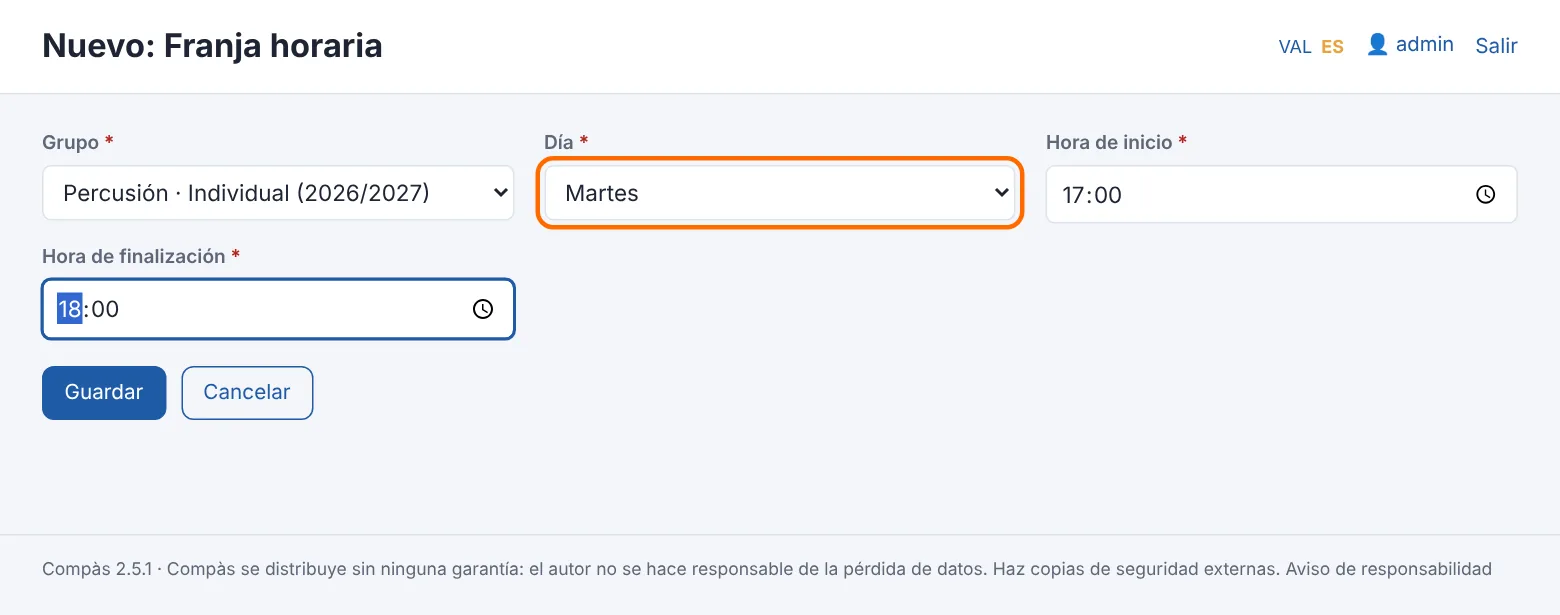 Nuevo: Franja horaria
VAL ES admin Salir
Grupo * Día * Hora de inicio *
Percusión · Individual (2026/2027) Martes 17:00
Hora de finalización *
18:00
Guardar Cancelar
Compàs 2.5.1 · Compàs se distribuye sin ninguna garantía: el autor no se hace responsable de la pérdida de datos. Haz copias de seguridad externas. Aviso de responsabilidad